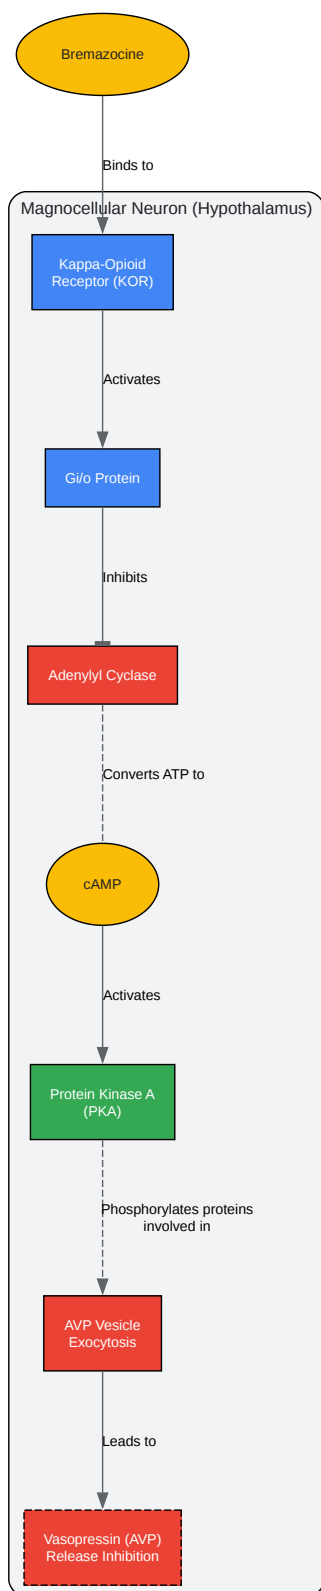 Bremazocine
Binds to
Magnocellular Neuron (Hypothalamus)
Kappa-Opioid
Receptor (KOR)
Activates
Gi/o Protein
Inhibits
Adenylyl Cyclase
Converts ATP to
cAMP
Activates
Protein Kinase A
(PKA)
Phosphorylates proteins
involved in
AVP Vesicle
Exocytosis
Leads to
Vasopressin (AVP)
Release Inhibition